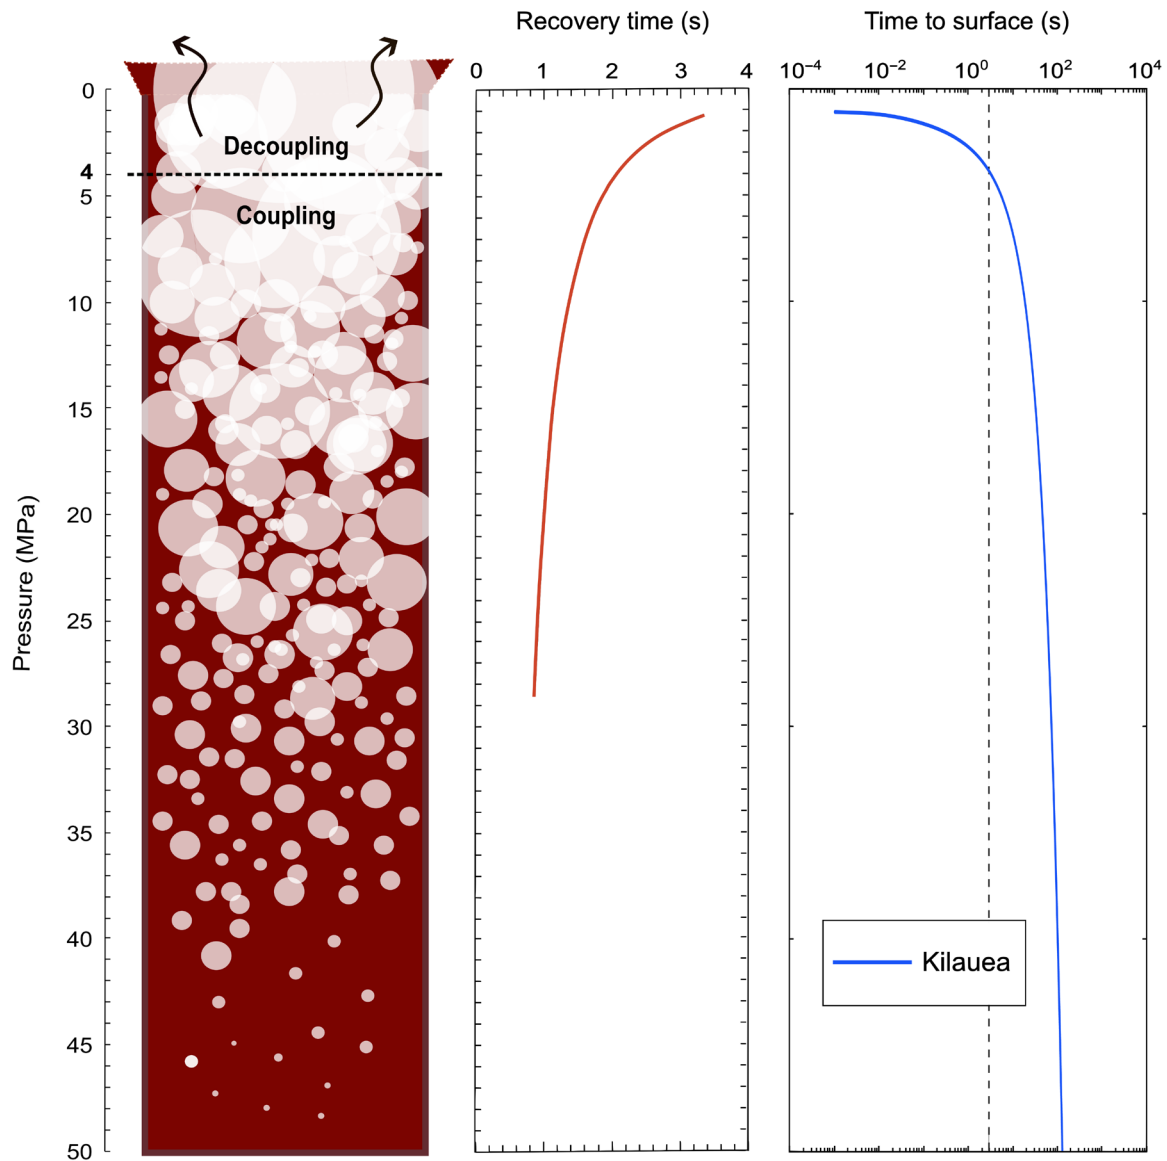 Recovery time (s)
Time to surface (s)
0 1 2 3 4
10⁻⁴ 10⁻² 10⁰ 10² 10⁴
Pressure (MPa)
0
4
5
10
15
20
25
30
35
40
45
50
Decoupling
Coupling
Kilauea